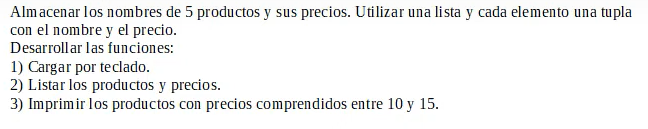 Almacenar los nombres de 5 productos y sus precios. Utilizar una lista y cada elemento una tupla
con el nombre y el precio.
Desarrollar las funciones:
1) Cargar por teclado.
2) Listar los productos y precios.
3) Imprimir los productos con precios comprendidos entre 10 y 15.